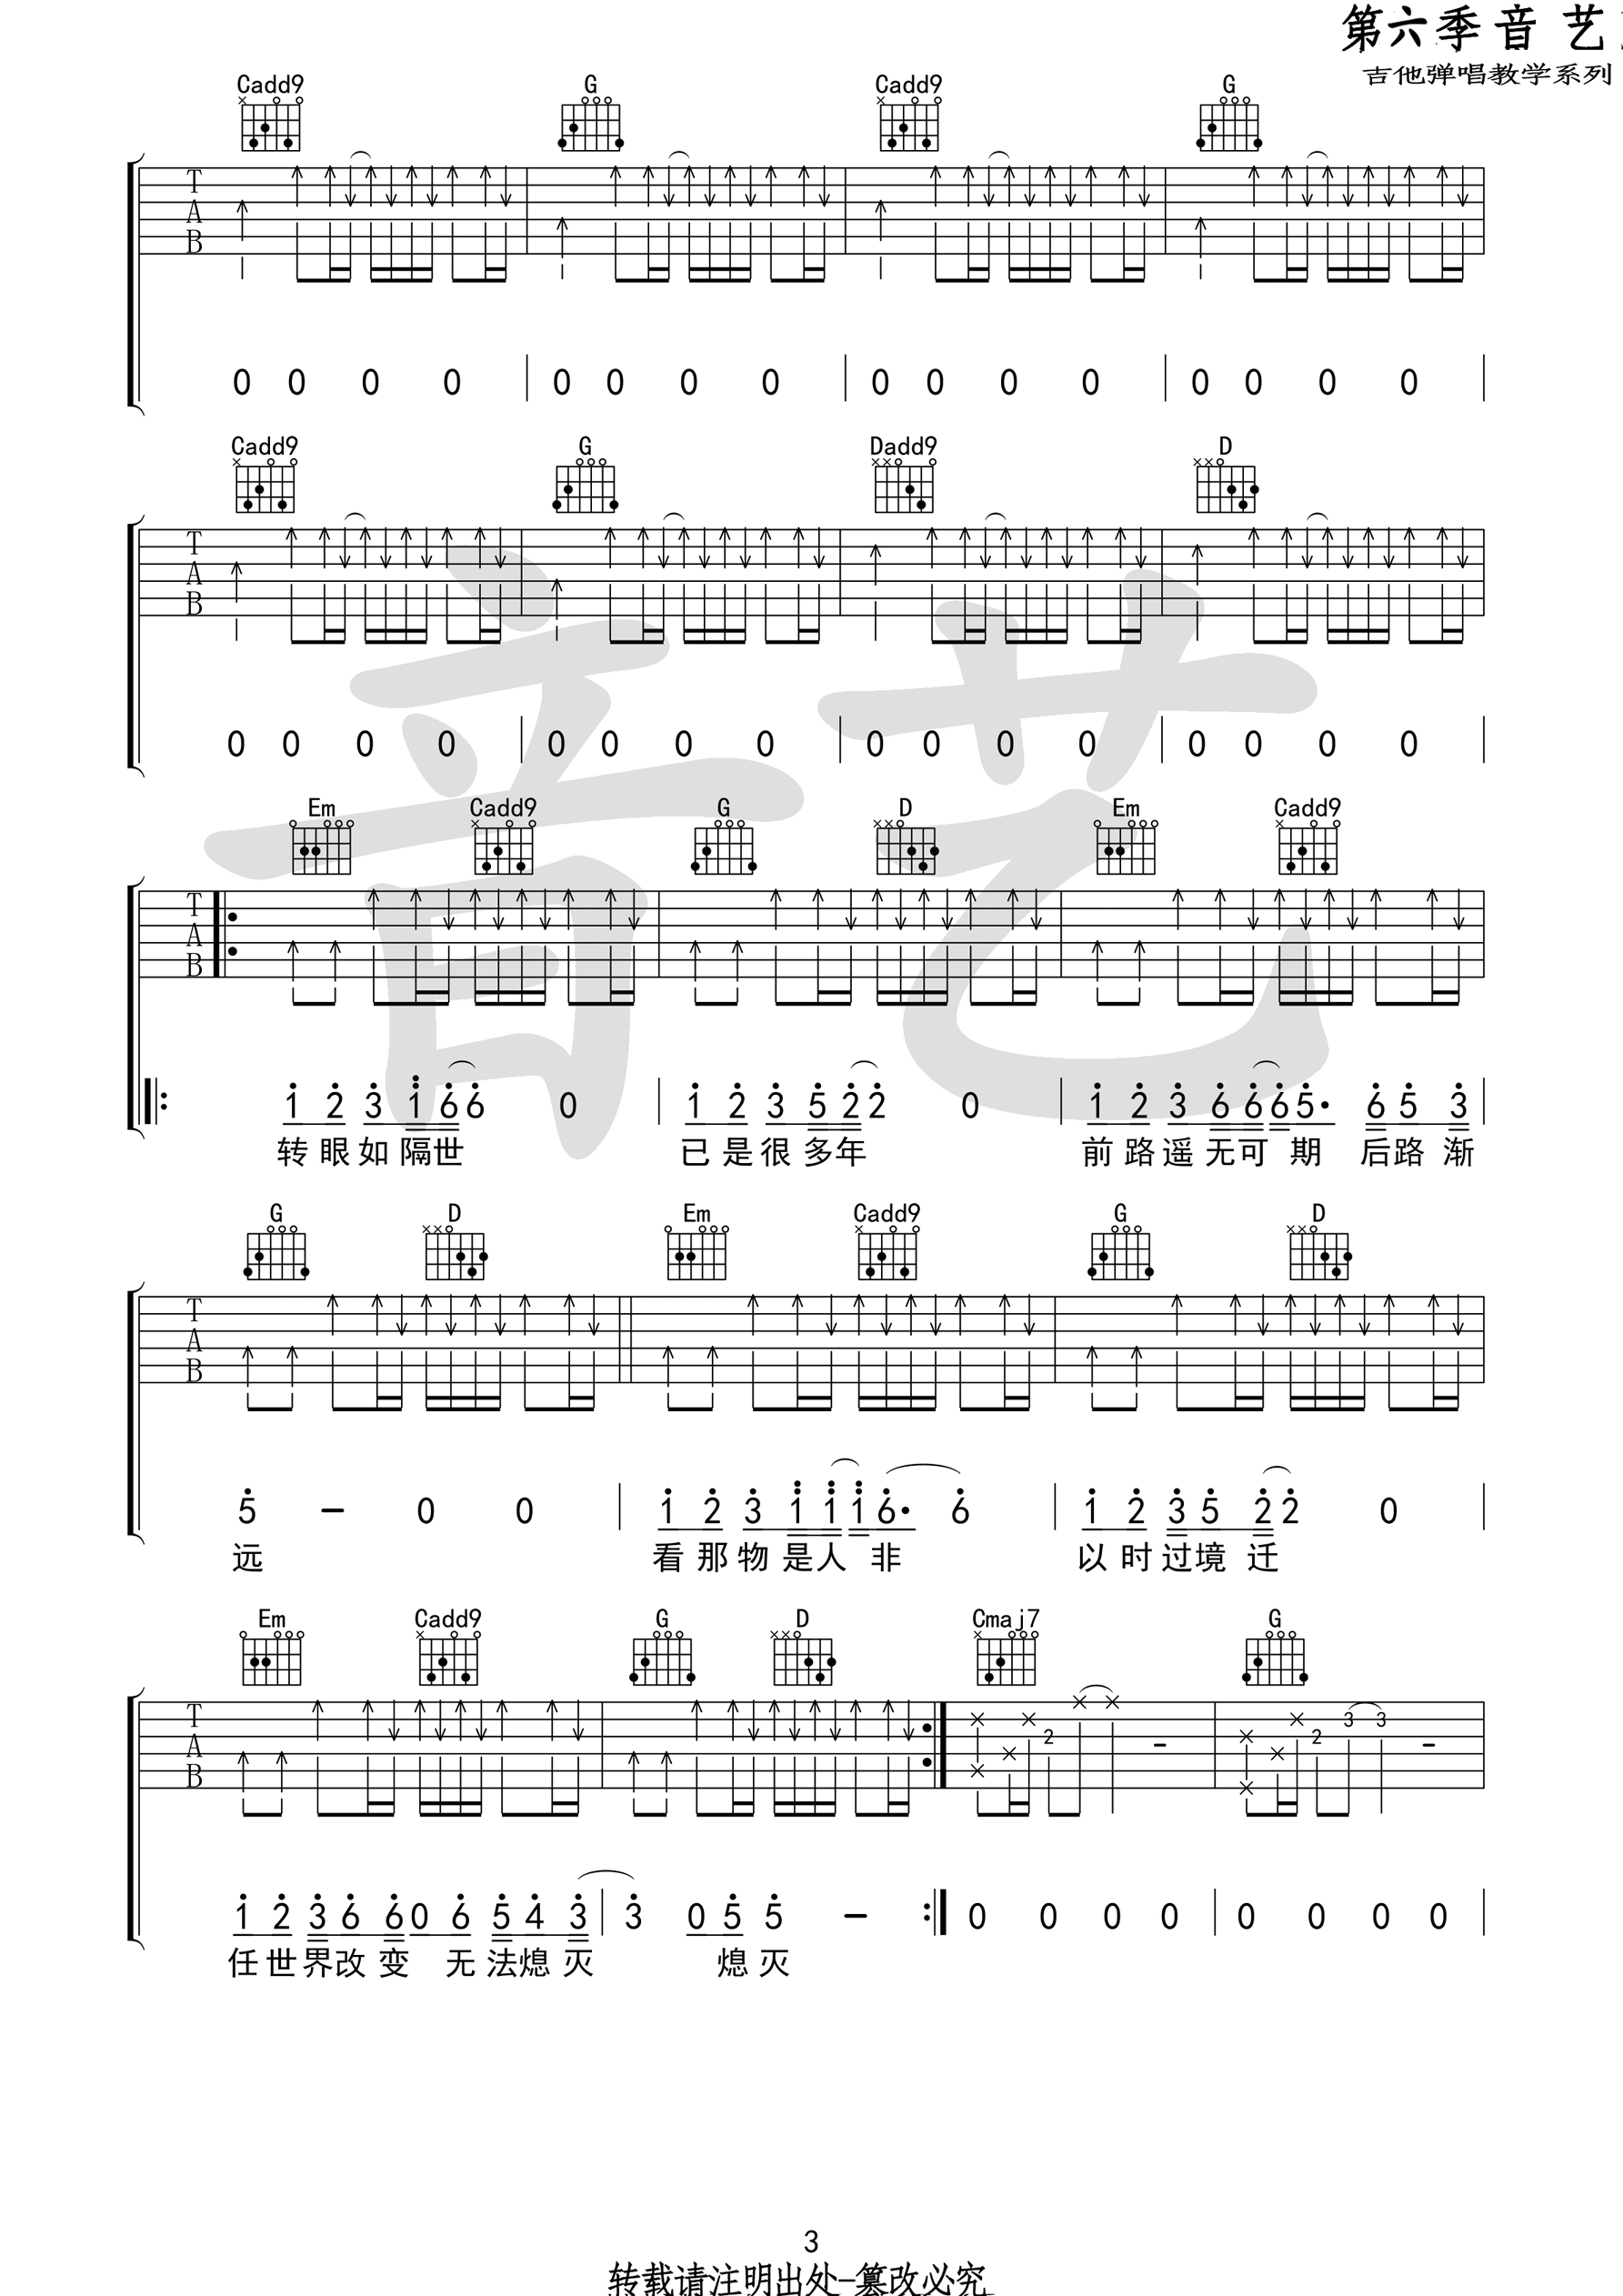 第六季音 艺
吉他弹唱教学系列
Cadd9 G Cadd9 G
T
A
B
0 0 0 0 0 0 0 0 0 0 0 0 0 0 0 0
Cadd9 G Dadd9 D
T
A
B
0 0 0 0 0 0 0 0 0 0 0 0 0 0 0 0
音艺
Em Cadd9 G D Em Cadd9
T
A
B
1 2 3 1 6 6 0 1 2 3 5 2 2 0 1 2 3 6 6 6 5· 6 5 3
转眼如隔世 已是很多年 前路遥无可期 后路渐
G D Em Cadd9 G D
T
A
B
5 - 0 0 1 2 3 1 1 1 6· 6 1 2 3 5 2 2 0
远 看那物是人非 以时过境迁
Em Cadd9 G D Cmaj7 G
T
A
B
2 - 2 3 3 -
1 2 3 6 6 0 6 5 4 3 3 0 5 5 - 0 0 0 0 0 0 0 0
任世界改变 无法熄灭 熄灭
3
转载请注明出处-篡改必究